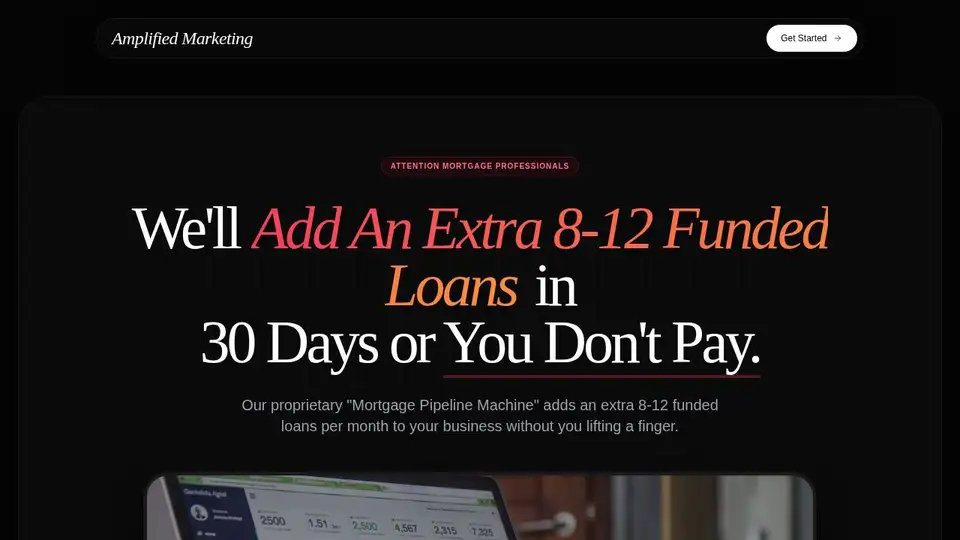 Amplified Marketing
Get Started
ATTENTION MORTGAGE PROFESSIONALS
We'll Add An Extra 8-12 Funded
Loans in
30 Days or You Don't Pay.
Our proprietary "Mortgage Pipeline Machine" adds an extra 8-12 funded
loans per month to your business without you lifting a finger.
2500
1.51
2,500
4,567
2,315
7,325